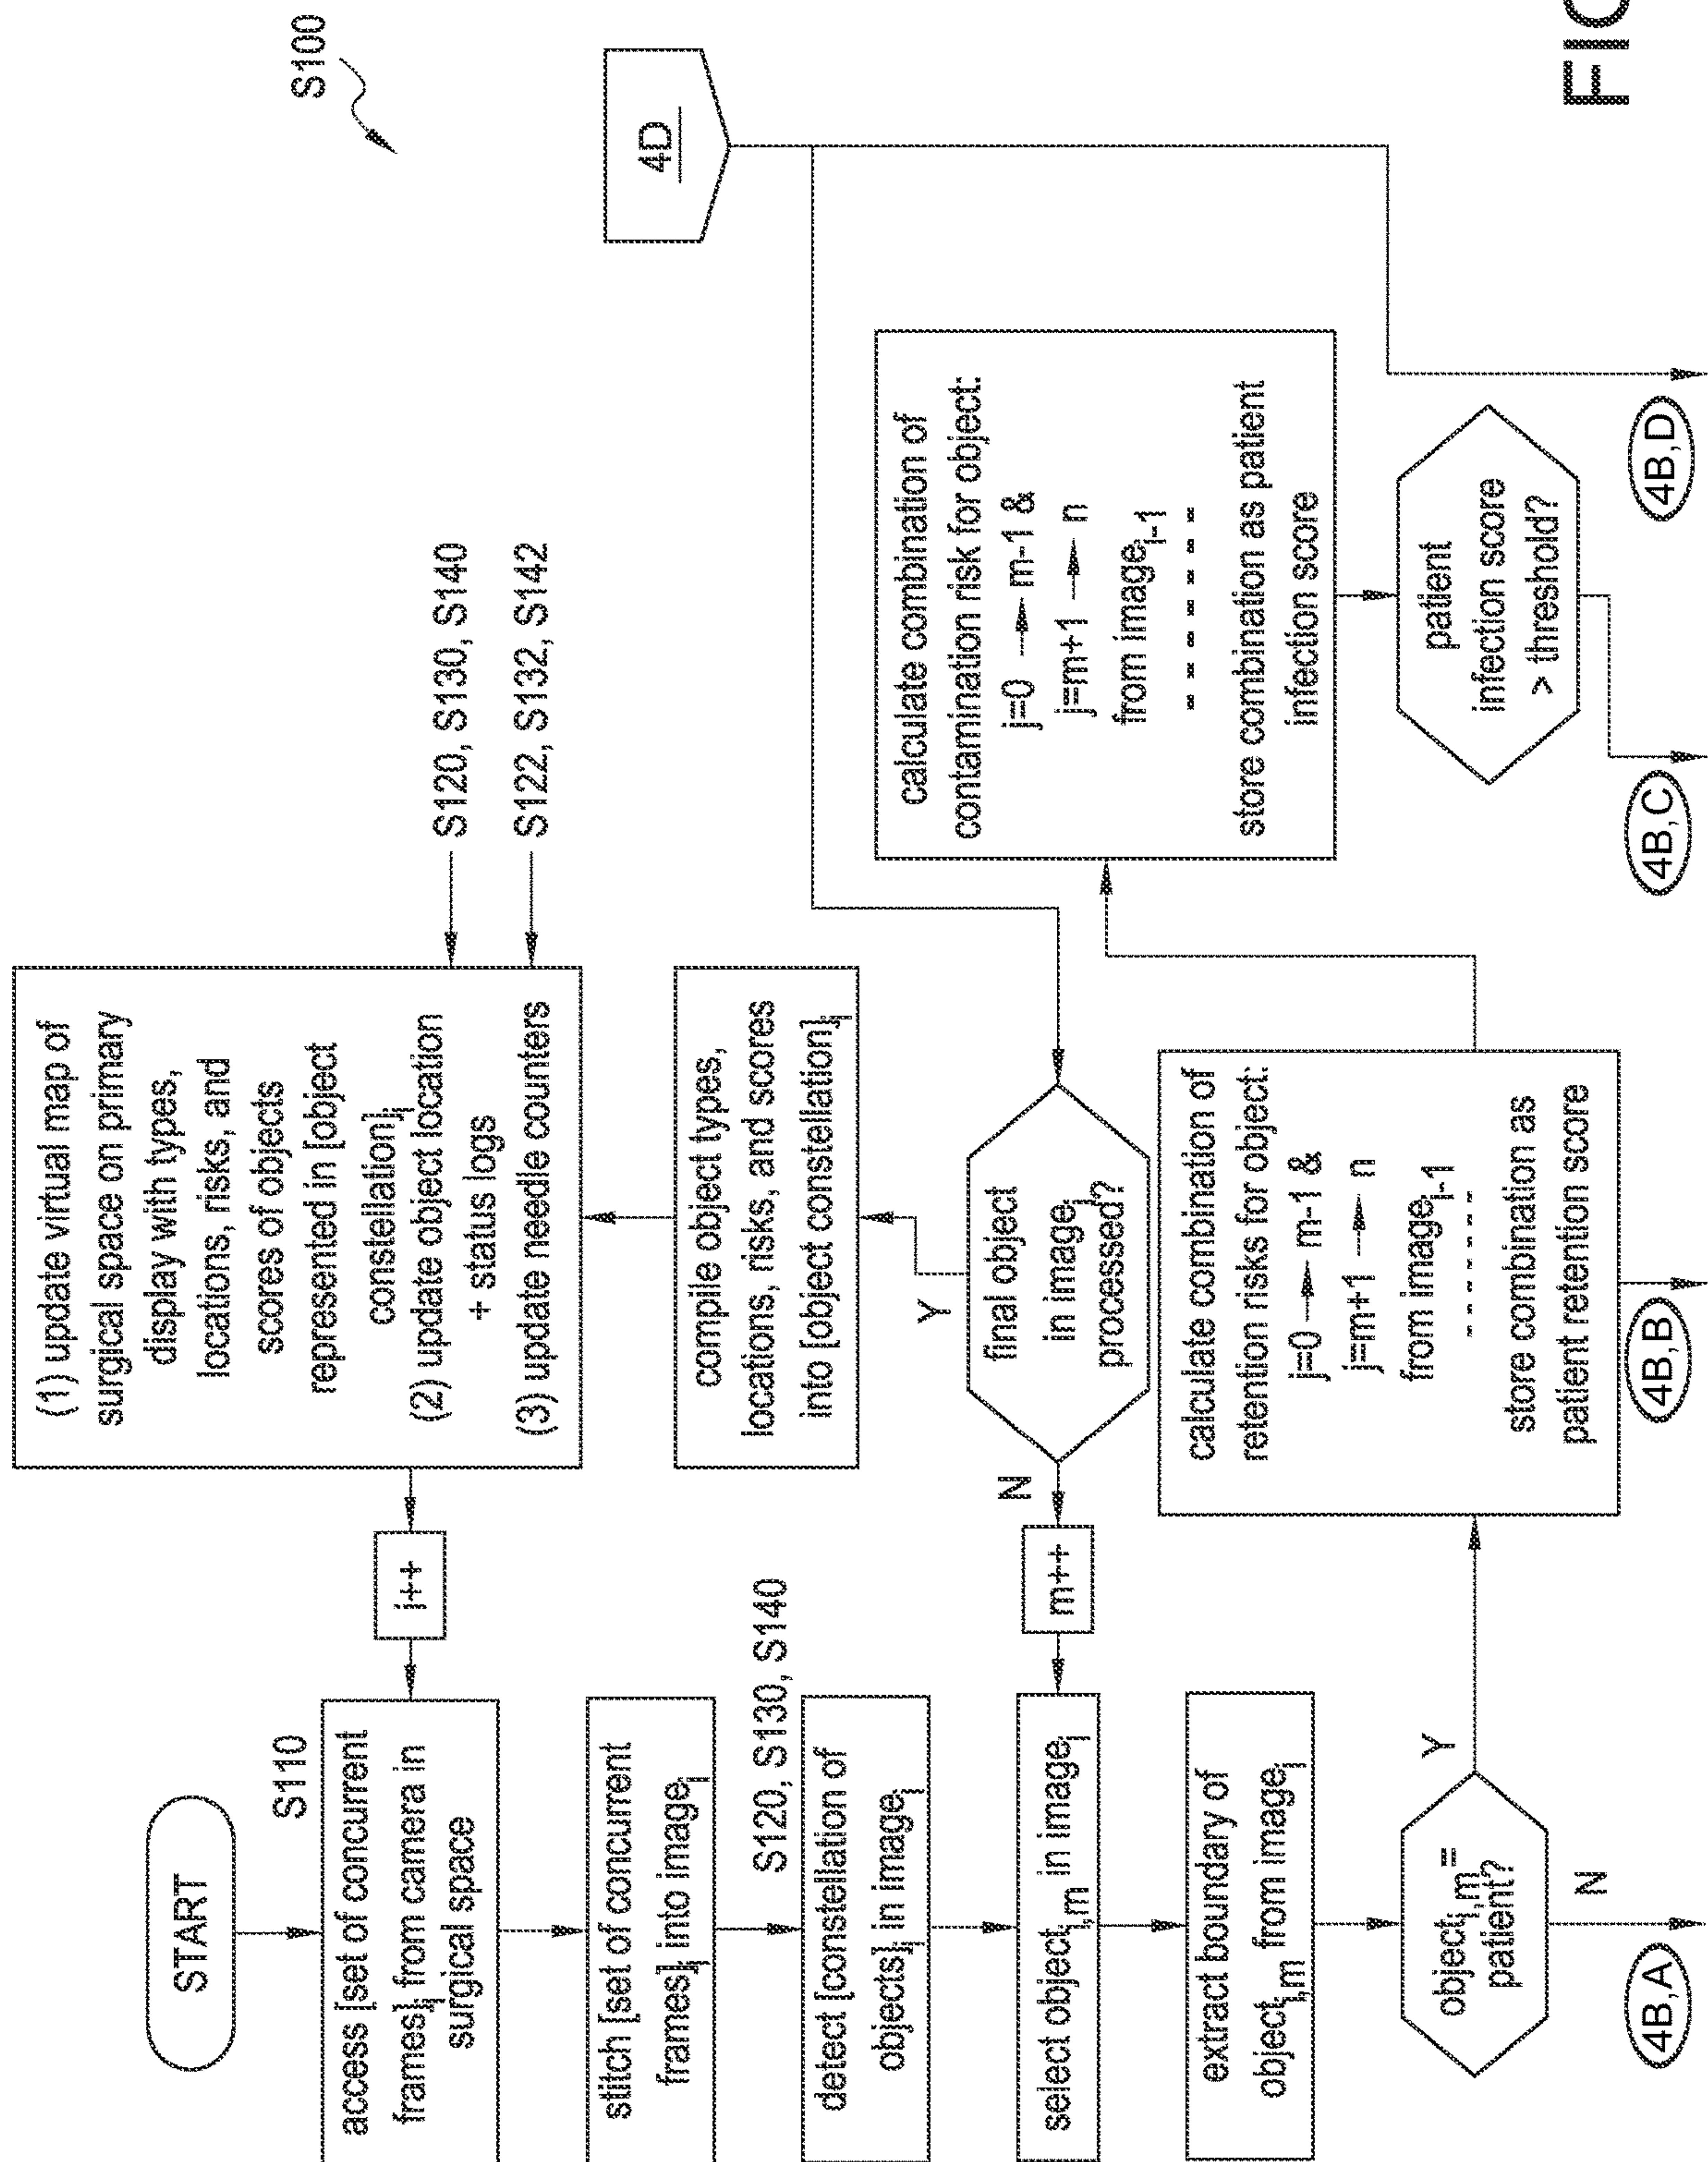 S100
START
S110
access [set of concurrent
frames]i from camera in
surgical space
stitch [set of concurrent
frames]i into imagei
S120, S130, S140
detect [constellation of
objects]i in imagei
select objecti,m in imagei
extract boundary of
objecti,m from imagei
objecti,m =
patient?
Y
N
4B,A
i++
m++
(1) update virtual map of
surgical space on primary
display with types,
locations, risks, and
scores of objects
represented in [object
constellation]i
(2) update object location
+ status logs
(3) update needle counters
S120, S130, S140
S122, S132, S142
compile object types,
locations, risks, and scores
into [object constellation]i
Y
final object
in imagei
processed?
N
calculate combination of
retention risks for object:
j=0 → m-1 &
j=m+1 → n
from imagei-1
store combination as
patient retention score
4B,B
calculate combination of
contamination risk for object:
j=0 → m-1 &
j=m+1 → n
from imagei-1
store combination as patient
infection score
patient
infection score
> threshold?
4B,C
4B,D
4D